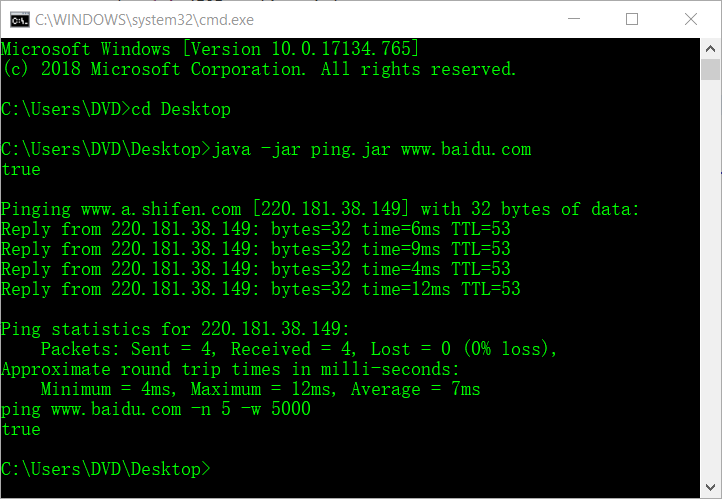 C:\WINDOWS\system32\cmd.exe
Microsoft Windows [Version 10.0.17134.765]
(c) 2018 Microsoft Corporation. All rights reserved.
C:\Users\DVD>cd Desktop
C:\Users\DVD\Desktop>java -jar ping.jar www.baidu.com
true
Pinging www.a.shifen.com [220.181.38.149] with 32 bytes of data:
Reply from 220.181.38.149: bytes=32 time=6ms TTL=53
Reply from 220.181.38.149: bytes=32 time=9ms TTL=53
Reply from 220.181.38.149: bytes=32 time=4ms TTL=53
Reply from 220.181.38.149: bytes=32 time=12ms TTL=53
Ping statistics for 220.181.38.149:
    Packets: Sent = 4, Received = 4, Lost = 0 (0% loss),
Approximate round trip times in milli-seconds:
    Minimum = 4ms, Maximum = 12ms, Average = 7ms
ping www.baidu.com -n 5 -w 5000
true
C:\Users\DVD\Desktop>